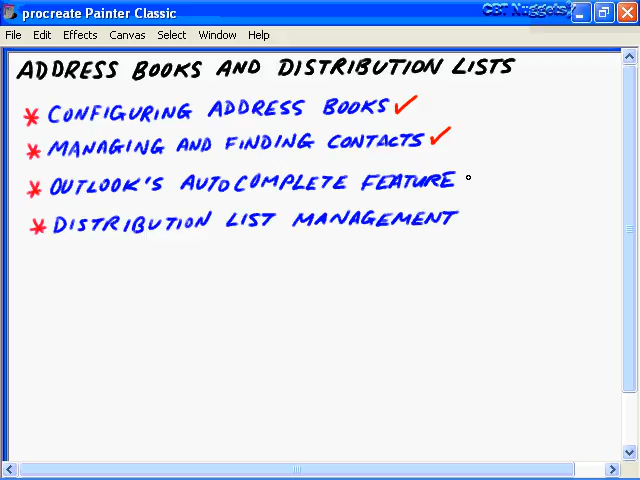 procreate Painter Classic
CBT Nuggets
File Edit Effects Canvas Select Window Help
ADDRESS BOOKS AND DISTRIBUTION LISTS
* CONFIGURING ADDRESS BOOKS ✓
* MANAGING AND FINDING CONTACTS ✓
* OUTLOOK'S AUTOCOMPLETE FEATURE
* DISTRIBUTION LIST MANAGEMENT